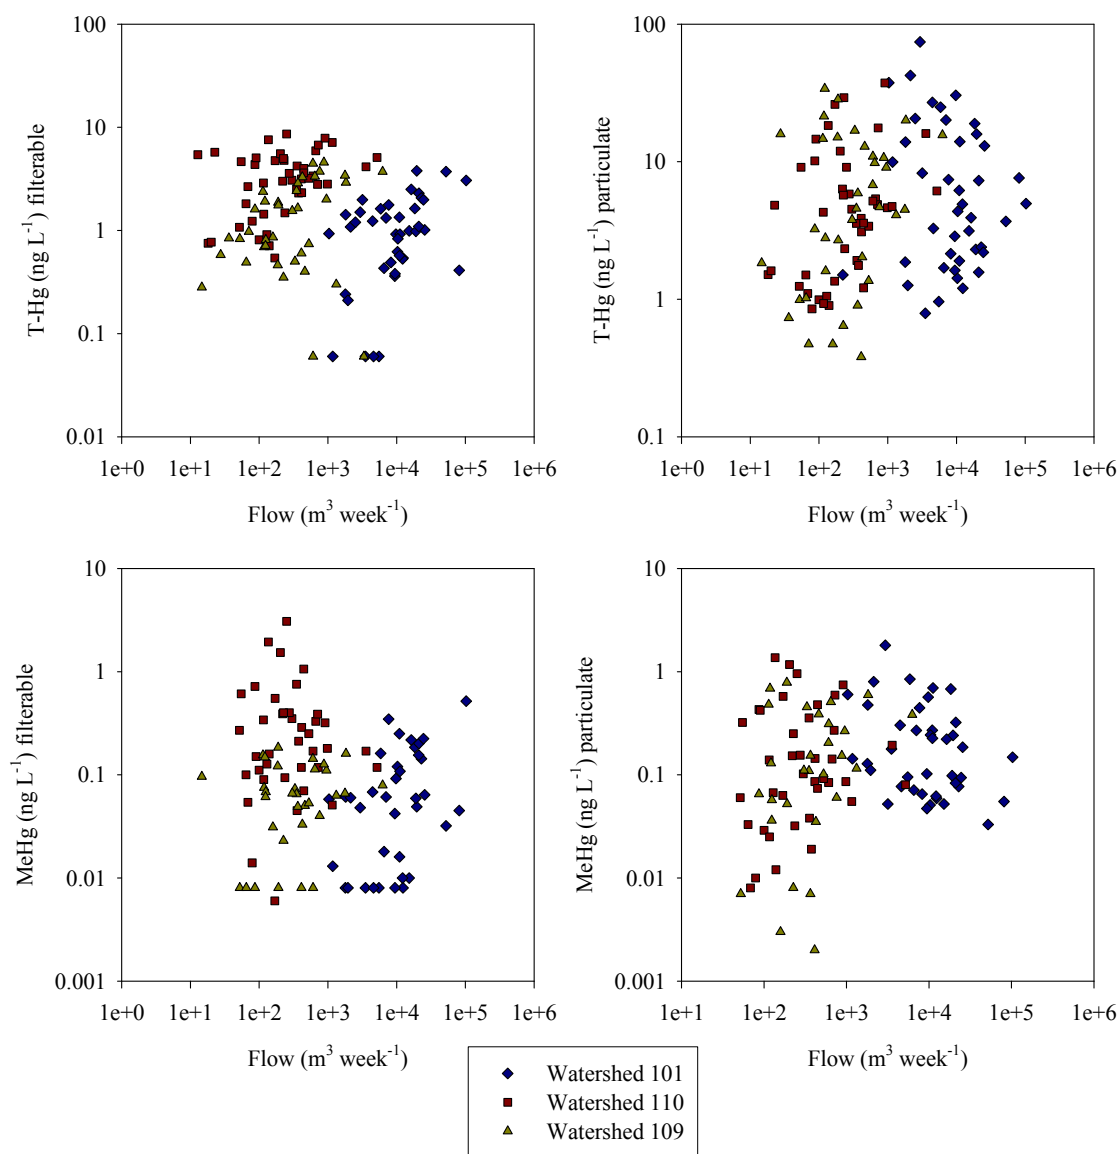 100
10
1
0.1
0.01
T-Hg (ng L⁻¹) filterable
1e+0 1e+1 1e+2 1e+3 1e+4 1e+5 1e+6
Flow (m³ week⁻¹)
100
10
1
0.1
T-Hg (ng L⁻¹) particulate
1e+0 1e+1 1e+2 1e+3 1e+4 1e+5 1e+6
Flow (m³ week⁻¹)
10
1
0.1
0.01
0.001
MeHg (ng L⁻¹) filterable
1e+0 1e+1 1e+2 1e+3 1e+4 1e+5 1e+6
Flow (m³ week⁻¹)
10
1
0.1
0.01
0.001
MeHg (ng L⁻¹) particulate
1e+1 1e+2 1e+3 1e+4 1e+5 1e+6
Flow (m³ week⁻¹)
Watershed 101
Watershed 110
Watershed 109